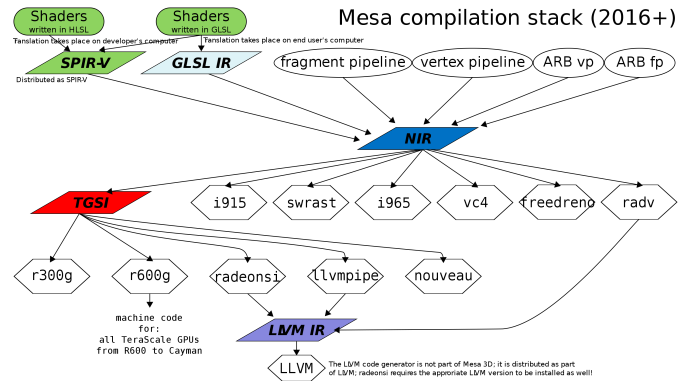 Mesa compilation stack (2016+)
Shaders
written in HLSL
Shaders
written in GLSL
Tanslation takes place on developer's computer
Translation takes place on end user's computer
SPIR-V
GLSL IR
fragment pipeline
vertex pipeline
ARB vp
ARB fp
Distributed as SPIR-V
NIR
TGSI
i915
swrast
i965
vc4
freedreno
radv
r300g
r600g
radeonsi
llvmpipe
nouveau
machine code
for:
all TeraScale GPUs
from R600 to Cayman
LLVM IR
LLVM
The LLVM code generator is not part of Mesa 3D; it is distributed as part
of LLVM; radeonsi requires the approriate LLVM version to be installed as well!